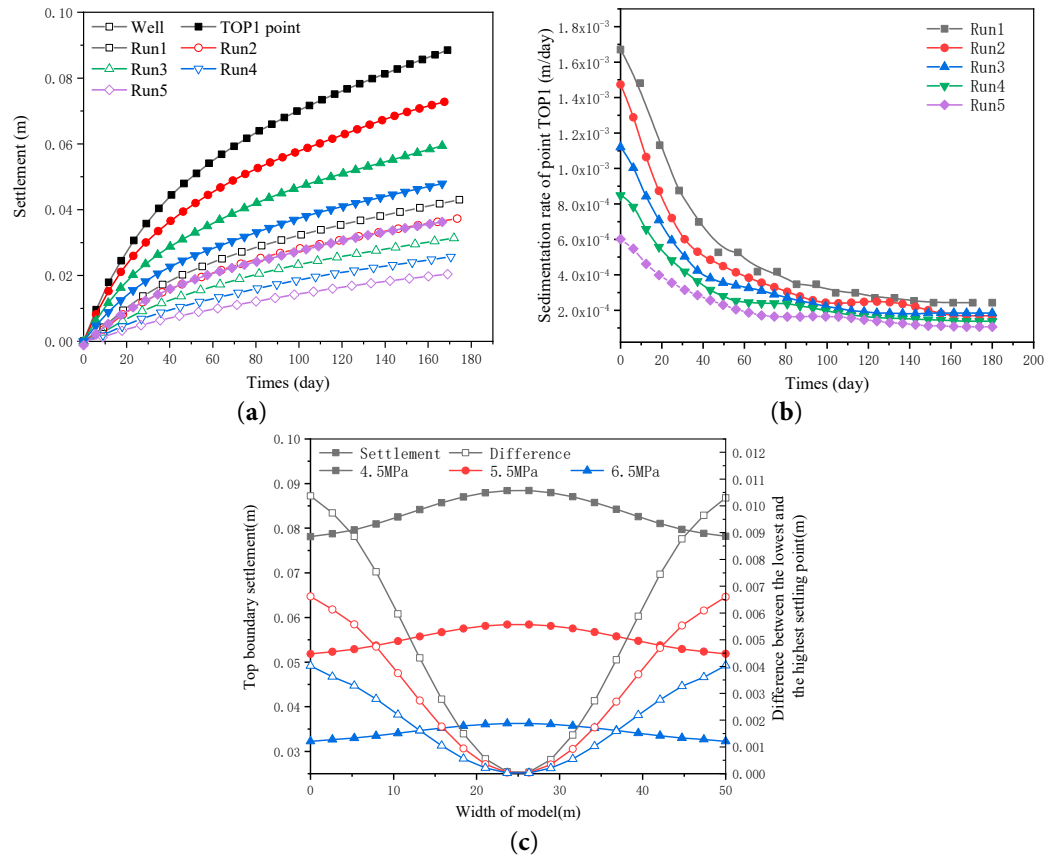 (a)
Well
TOP1 point
Run1
Run2
Run3
Run4
Run5
Settlement (m)
0.10
0.08
0.06
0.04
0.02
0.00
0 20 40 60 80 100 120 140 160 180
Times (day)
(b)
Run1
Run2
Run3
Run4
Run5
Sedimentation rate of point TOP1 (m/day)
1.8x10⁻³
1.6x10⁻³
1.4x10⁻³
1.2x10⁻³
1.0x10⁻³
8.0x10⁻⁴
6.0x10⁻⁴
4.0x10⁻⁴
2.0x10⁻⁴
0 20 40 60 80 100 120 140 160 180 200
Times (day)
(c)
Settlement
Difference
4.5MPa
5.5MPa
6.5MPa
Top boundary settlement(m)
0.10
0.09
0.08
0.07
0.06
0.05
0.04
0.03
0 10 20 30 40 50
Width of model(m)
0.012
0.011
0.010
0.009
0.008
0.007
0.006
0.005
0.004
0.003
0.002
0.001
0.000
Difference between the lowest and
the highest settling point(m)